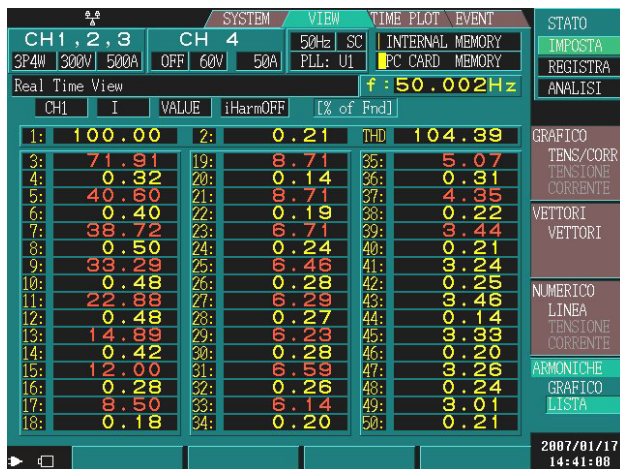 SYSTEM VIEW TIME PLOT EVENT
CH1,2,3 CH 4 50Hz SC INTERNAL MEMORY
3P4W 300V 500A OFF 60V 50A PLL: U1 PC CARD MEMORY
Real Time View f:50.002Hz
CH1 I VALUE iHarmOFF [% of Fnd]
1: 100.00 2: 0.21 THD 104.39
3: 71.91 19: 8.71 35: 5.07
4: 0.32 20: 0.14 36: 0.31
5: 40.60 21: 8.71 37: 4.35
6: 0.40 22: 0.19 38: 0.22
7: 38.72 23: 6.71 39: 3.44
8: 0.50 24: 0.24 40: 0.21
9: 33.29 25: 6.46 41: 3.24
10: 0.48 26: 0.28 42: 0.25
11: 22.88 27: 6.29 43: 3.46
12: 0.48 28: 0.27 44: 0.14
13: 14.89 29: 6.23 45: 3.33
14: 0.42 30: 0.28 46: 0.20
15: 12.00 31: 6.59 47: 3.26
16: 0.28 32: 0.26 48: 0.24
17: 8.50 33: 6.14 49: 3.01
18: 0.18 34: 0.20 50: 0.21
STATO
IMPOSTA
REGISTRA
ANALISI
GRAFICO
TENS/CORR
TENSIONE
CORRENTE
VETTORI
VETTORI
NUMERICO
LINEA
TENSIONE
CORRENTE
ARMONICHE
GRAFICO
LISTA
2007/01/17
14:41:08